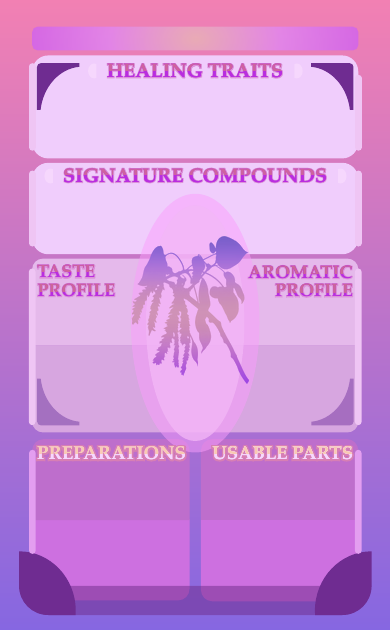 HEALING TRAITS
SIGNATURE COMPOUNDS
TASTE
PROFILE
AROMATIC
PROFILE
PREPARATIONS
USABLE PARTS